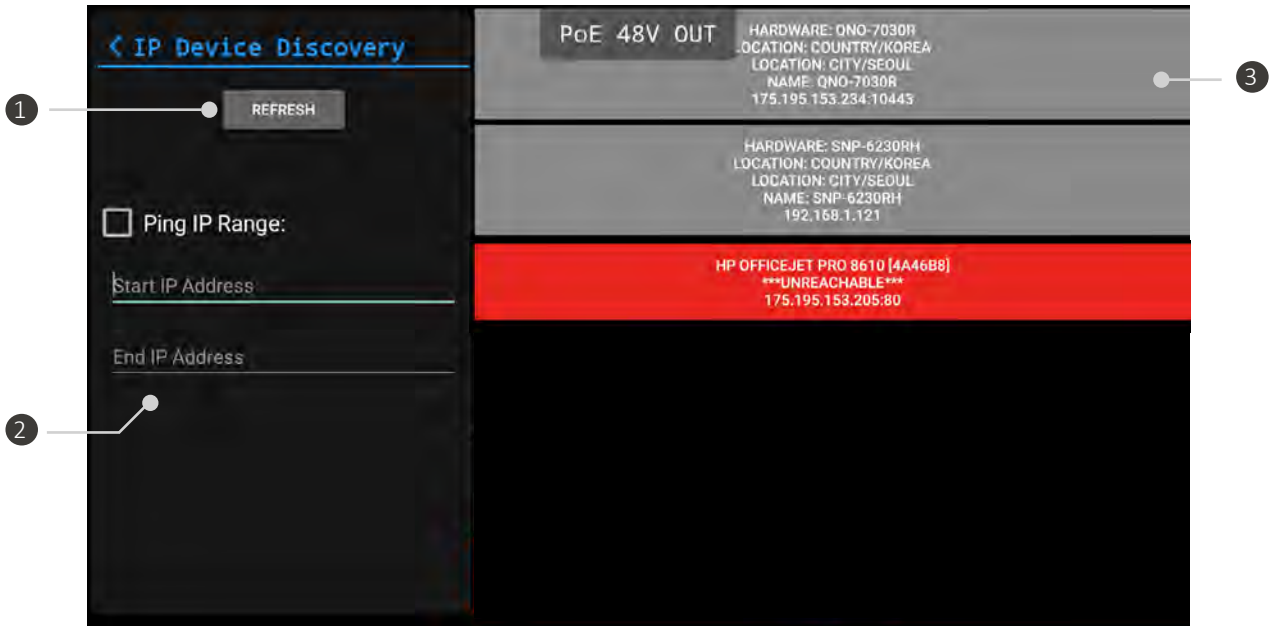 < IP Device Discovery
1
REFRESH
Ping IP Range:
Start IP Address
End IP Address
2
PoE 48V OUT
HARDWARE: QNO-7030R
LOCATION: COUNTRY/KOREA
LOCATION: CITY/SEOUL
NAME: QNO-7030R
175.195.153.234:10443
3
HARDWARE: SNP-6230RH
LOCATION: COUNTRY/KOREA
LOCATION: CITY/SEOUL
NAME: SNP-6230RH
192.168.1.121
HP OFFICEJET PRO 8610 [4A46B8]
***UNREACHABLE***
175.195.153.205:80